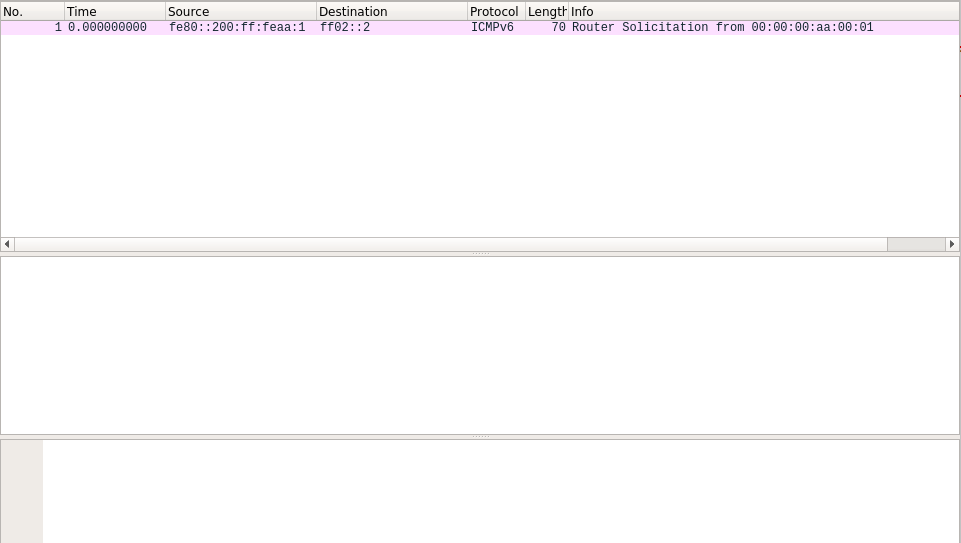 No. Time Source Destination Protocol Length Info
1 0.000000000 fe80::200:ff:feaa:1 ff02::2 ICMPv6 70 Router Solicitation from 00:00:00:aa:00:01